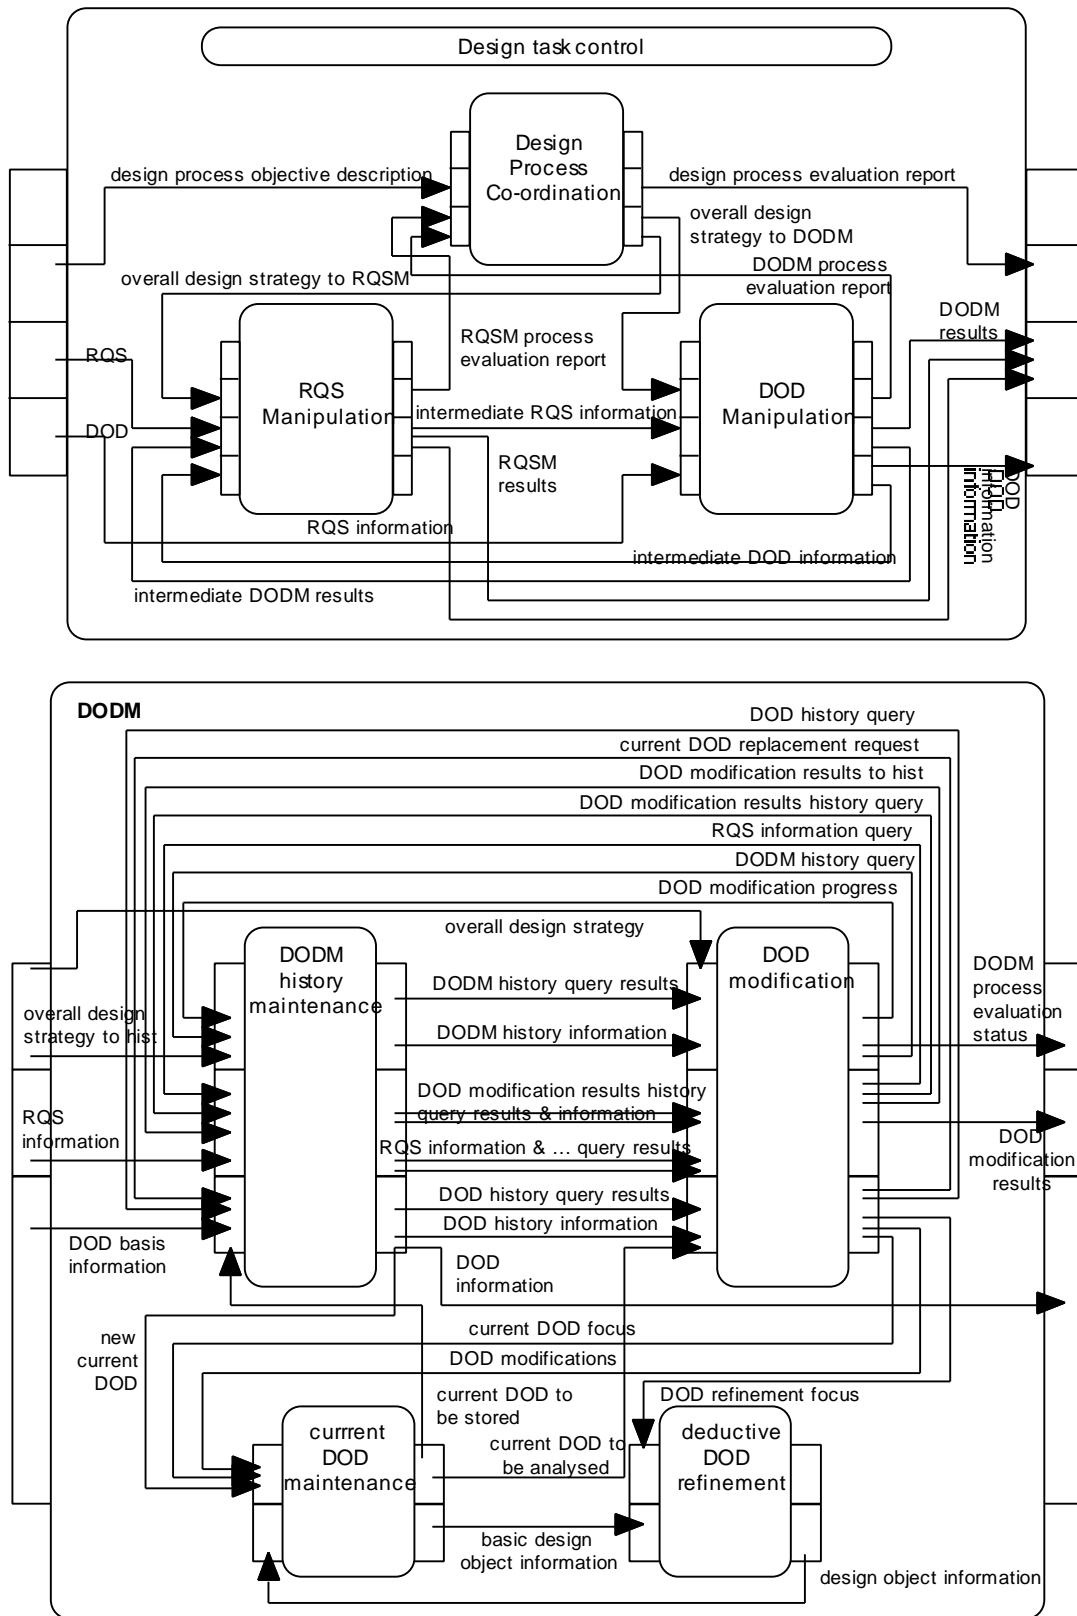 Design task control
Design
Process
Co-ordination
design process objective description
design process evaluation report
overall design
strategy to DODM
DODM process
evaluation report
overall design strategy to RQSM
DODM
results
RQSM process
evaluation report
RQS
RQS
Manipulation
DOD
Manipulation
intermediate RQS information
DOD
RQSM
results
DOD
information
RQS information
intermediate DOD information
intermediate DODM results
DODM
DOD history query
current DOD replacement request
DOD modification results to hist
DOD modification results history query
RQS information query
DODM history query
DOD modification progress
overall design strategy
DODM
history
maintenance
DOD
modification
DODM
process
evaluation
status
DODM history query results
overall design
strategy to hist
DODM history information
DOD modification results history
query results & information
RQS
information
RQS information & ... query results
DOD
modification
results
DOD history query results
DOD history information
DOD basis
information
DOD
information
new
current
DOD
current DOD focus
DOD modifications
current DOD to
be stored
DOD refinement focus
currrent
DOD
maintenance
current DOD to
be analysed
deductive
DOD
refinement
basic design
object information
design object information